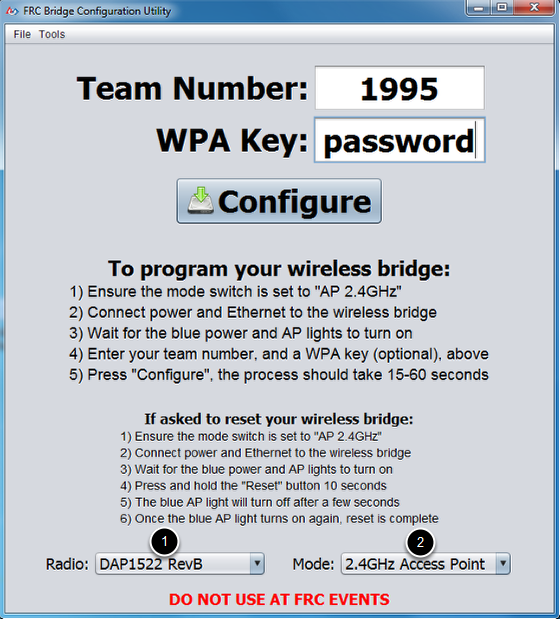 FRC Bridge Configuration Utility
File Tools
Team Number: 1995
WPA Key: password
Configure
To program your wireless bridge:
1) Ensure the mode switch is set to "AP 2.4GHz"
2) Connect power and Ethernet to the wireless bridge
3) Wait for the blue power and AP lights to turn on
4) Enter your team number, and a WPA key (optional), above
5) Press "Configure", the process should take 15-60 seconds
If asked to reset your wireless bridge:
1) Ensure the mode switch is set to "AP 2.4GHz"
2) Connect power and Ethernet to the wireless bridge
3) Wait for the blue power and AP lights to turn on
4) Press and hold the "Reset" button 10 seconds
5) The blue AP light will turn off after a few seconds
6) Once the blue AP light turns on again, reset is complete
1 2
Radio: DAP1522 RevB Mode: 2.4GHz Access Point
DO NOT USE AT FRC EVENTS